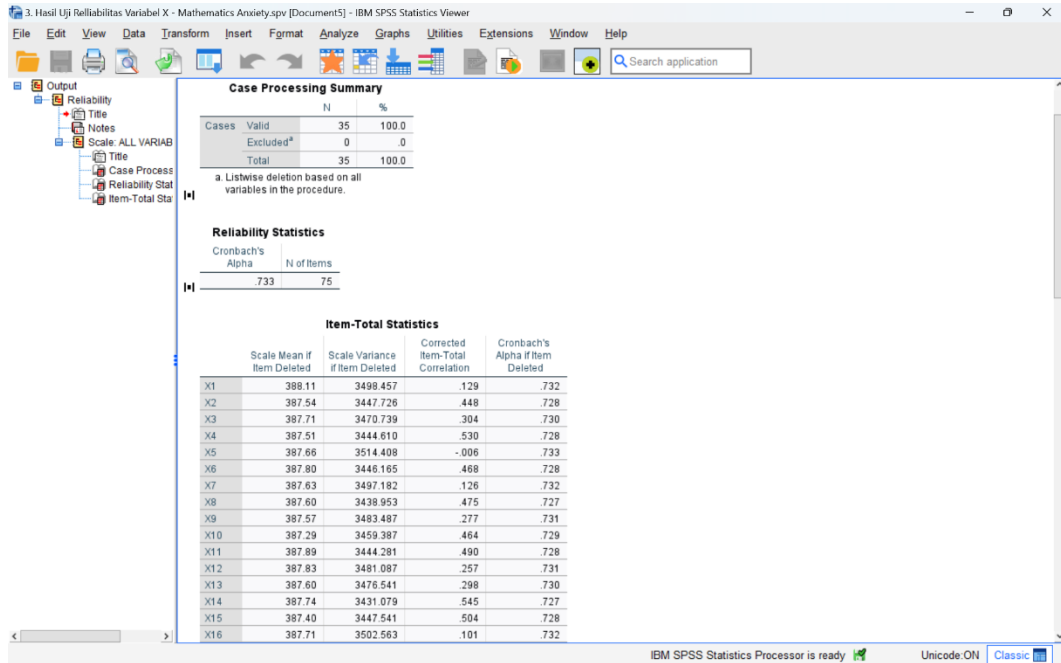 3. Hasil Uji Relliabilitas Variabel X - Mathematics Anxiety.spv [Document5] - IBM SPSS Statistics Viewer
File Edit View Data Transform Insert Format Analyze Graphs Utilities Extensions Window Help
Search application
Output
Reliability
Title
Notes
Scale: ALL VARIAB
Title
Case Process
Reliability Stat
Item-Total Sta
Case Processing Summary
N %
Cases Valid 35 100.0
Excludedᵃ 0 .0
Total 35 100.0
a. Listwise deletion based on all
variables in the procedure.
Reliability Statistics
Cronbach's
Alpha N of Items
.733 75
Item-Total Statistics
Scale Mean if Item Deleted Scale Variance if Item Deleted Corrected Item-Total Correlation Cronbach's Alpha if Item Deleted
X1 388.11 3498.457 .129 .732
X2 387.54 3447.726 .448 .728
X3 387.71 3470.739 .304 .730
X4 387.51 3444.610 .530 .728
X5 387.66 3514.408 -.006 .733
X6 387.80 3446.165 .468 .728
X7 387.63 3497.182 .126 .732
X8 387.60 3438.953 .475 .727
X9 387.57 3483.487 .277 .731
X10 387.29 3459.387 .464 .729
X11 387.89 3444.281 .490 .728
X12 387.83 3481.087 .257 .731
X13 387.60 3476.541 .298 .730
X14 387.74 3431.079 .545 .727
X15 387.40 3447.541 .504 .728
X16 387.71 3502.563 .101 .732
IBM SPSS Statistics Processor is ready Unicode:ON Classic